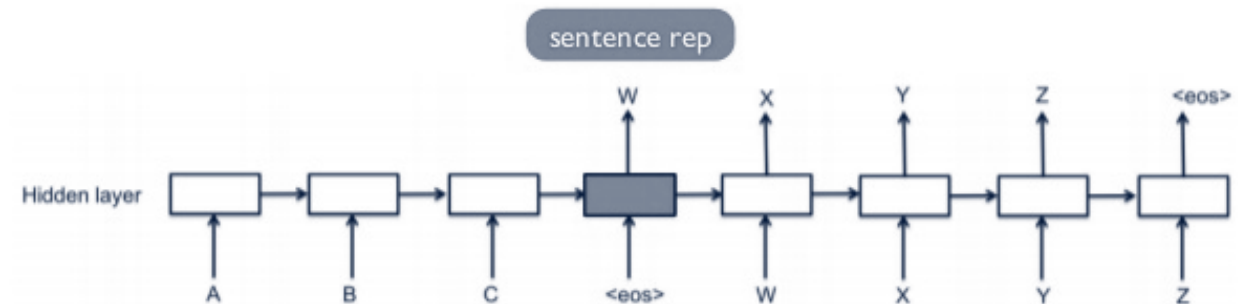 sentence rep
W X Y Z <eos>
Hidden layer
A B C <eos> W X Y Z